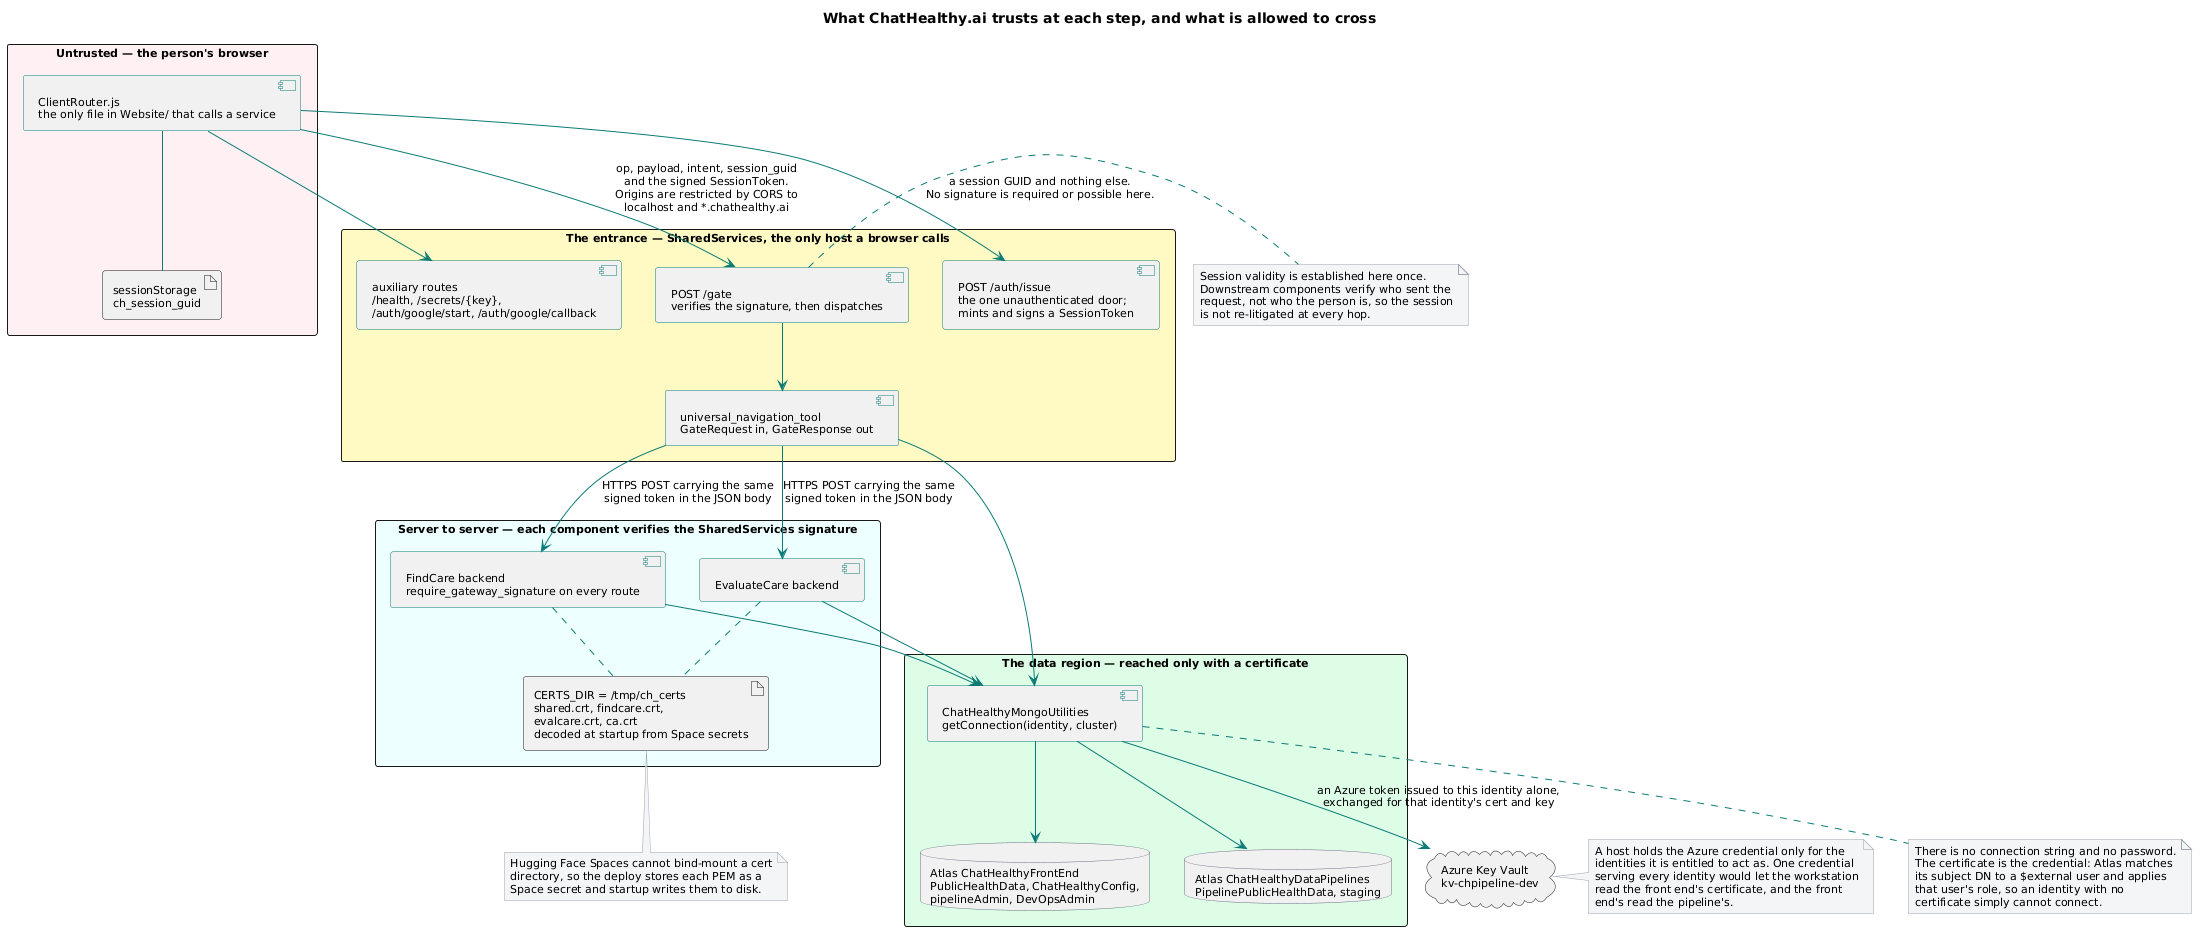 What ChatHealthy.ai trusts at each step, and what is allowed to cross
Untrusted — the person's browser
ClientRouter.js
the only file in Website/ that calls a service
sessionStorage
ch_session_guid
op, payload, intent, session_guid
and the signed SessionToken.
Origins are restricted by CORS to
localhost and *.chathealthy.ai
a session GUID and nothing else.
No signature is required or possible here.
The entrance — SharedServices, the only host a browser calls
auxiliary routes
/health, /secrets/{key},
/auth/google/start, /auth/google/callback
POST /gate
verifies the signature, then dispatches
POST /auth/issue
the one unauthenticated door;
mints and signs a SessionToken
Session validity is established here once.
Downstream components verify who sent the
request, not who the person is, so the session
is not re-litigated at every hop.
universal_navigation_tool
GateRequest in, GateResponse out
HTTPS POST carrying the same
signed token in the JSON body
HTTPS POST carrying the same
signed token in the JSON body
Server to server — each component verifies the SharedServices signature
FindCare backend
require_gateway_signature on every route
EvaluateCare backend
CERTS_DIR = /tmp/ch_certs
shared.crt, findcare.crt,
evalcare.crt, ca.crt
decoded at startup from Space secrets
Hugging Face Spaces cannot bind-mount a cert
directory, so the deploy stores each PEM as a
Space secret and startup writes them to disk.
The data region — reached only with a certificate
ChatHealthyMongoUtilities
getConnection(identity, cluster)
an Azure token issued to this identity alone,
exchanged for that identity's cert and key
Atlas ChatHealthyFrontEnd
PublicHealthData, ChatHealthyConfig,
pipelineAdmin, DevOpsAdmin
Atlas ChatHealthyDataPipelines
PipelinePublicHealthData, staging
Azure Key Vault
kv-chpipeline-dev
A host holds the Azure credential only for the
identities it is entitled to act as. One credential
serving every identity would let the workstation
read the front end's certificate, and the front
end's read the pipeline's.
There is no connection string and no password.
The certificate is the credential: Atlas matches
its subject DN to a $external user and applies
that user's role, so an identity with no
certificate simply cannot connect.